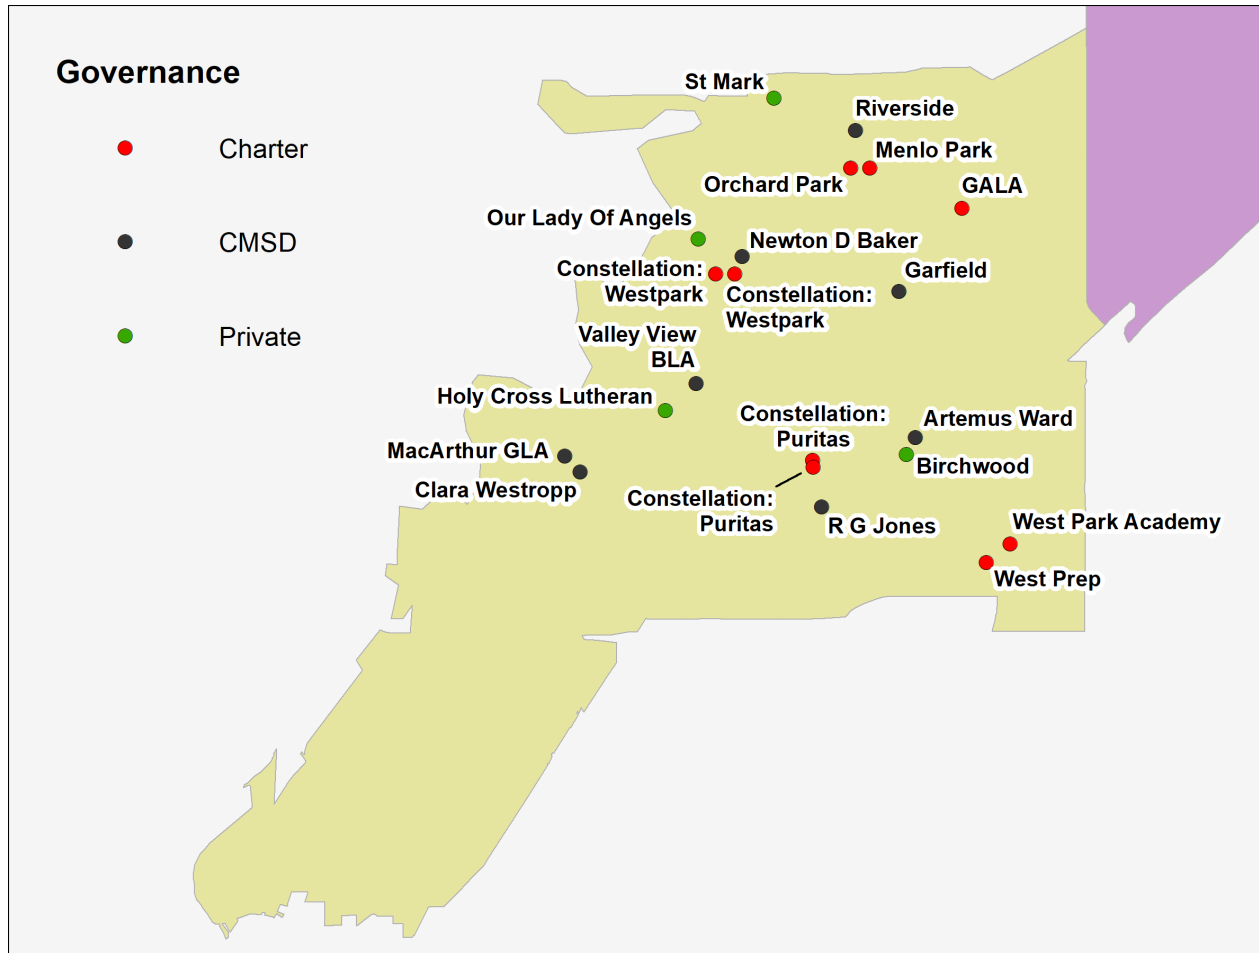 Governance
Charter
CMSD
Private
St Mark
Riverside
Menlo Park
Orchard Park
GALA
Our Lady Of Angels
Newton D Baker
Constellation:
Westpark
Constellation:
Westpark
Garfield
Valley View
BLA
Holy Cross Lutheran
Constellation:
Puritas
Artemus Ward
Birchwood
MacArthur GLA
Clara Westropp
Constellation:
Puritas
R G Jones
West Park Academy
West Prep